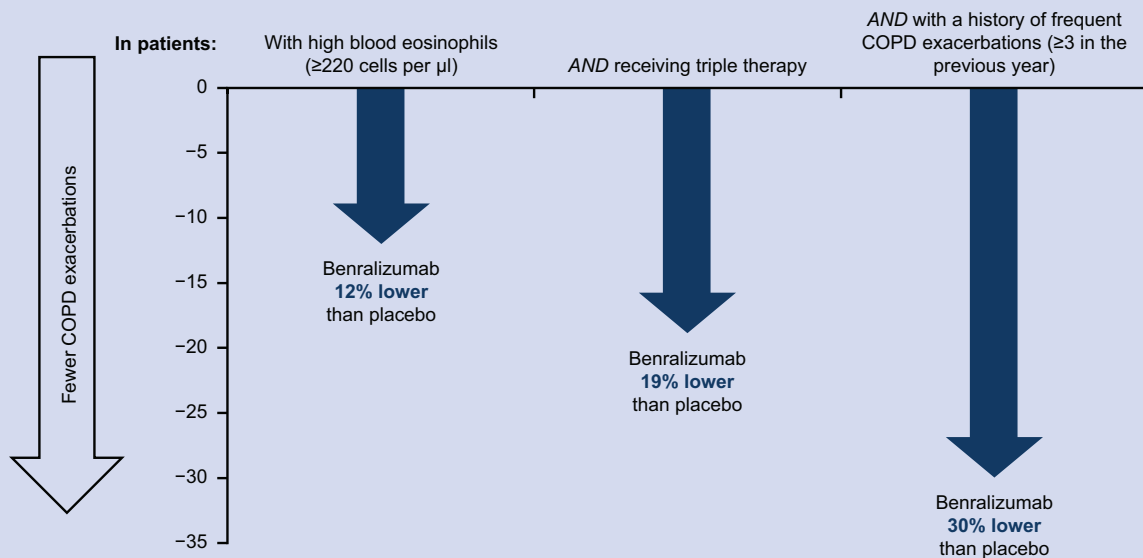 In patients:
With high blood eosinophils
(≥220 cells per µl)
AND receiving triple therapy
AND with a history of frequent
COPD exacerbations (≥3 in the
previous year)
Fewer COPD exacerbations
0
−5
−10
−15
−20
−25
−30
−35
Benralizumab
12% lower
than placebo
Benralizumab
19% lower
than placebo
Benralizumab
30% lower
than placebo